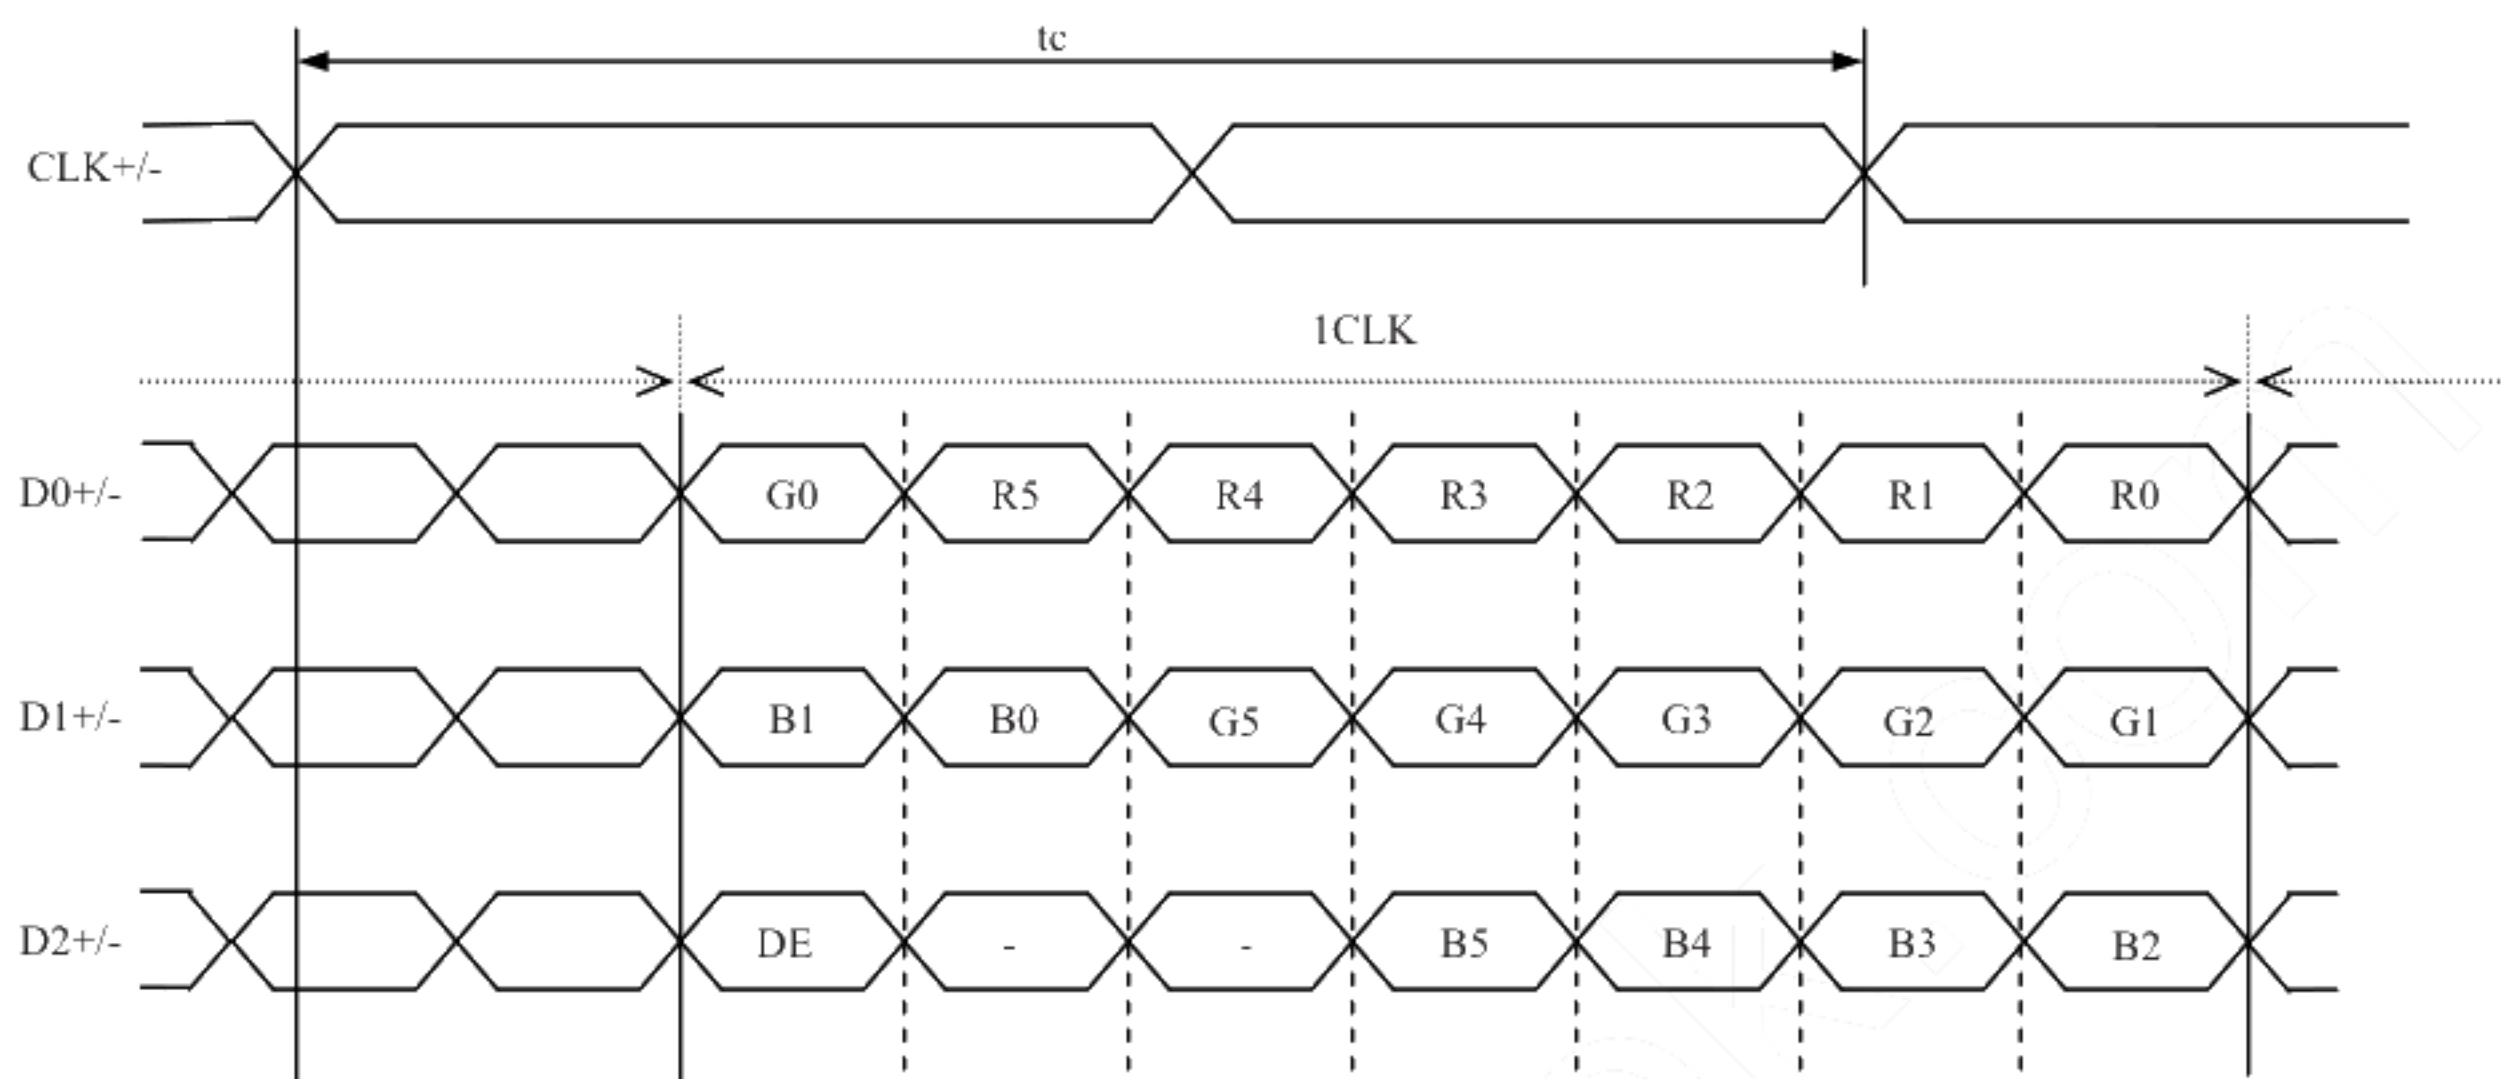 tc
CLK+/-
1CLK
D0+/- G0 R5 R4 R3 R2 R1 R0
D1+/- B1 B0 G5 G4 G3 G2 G1
D2+/- DE - - B5 B4 B3 B2